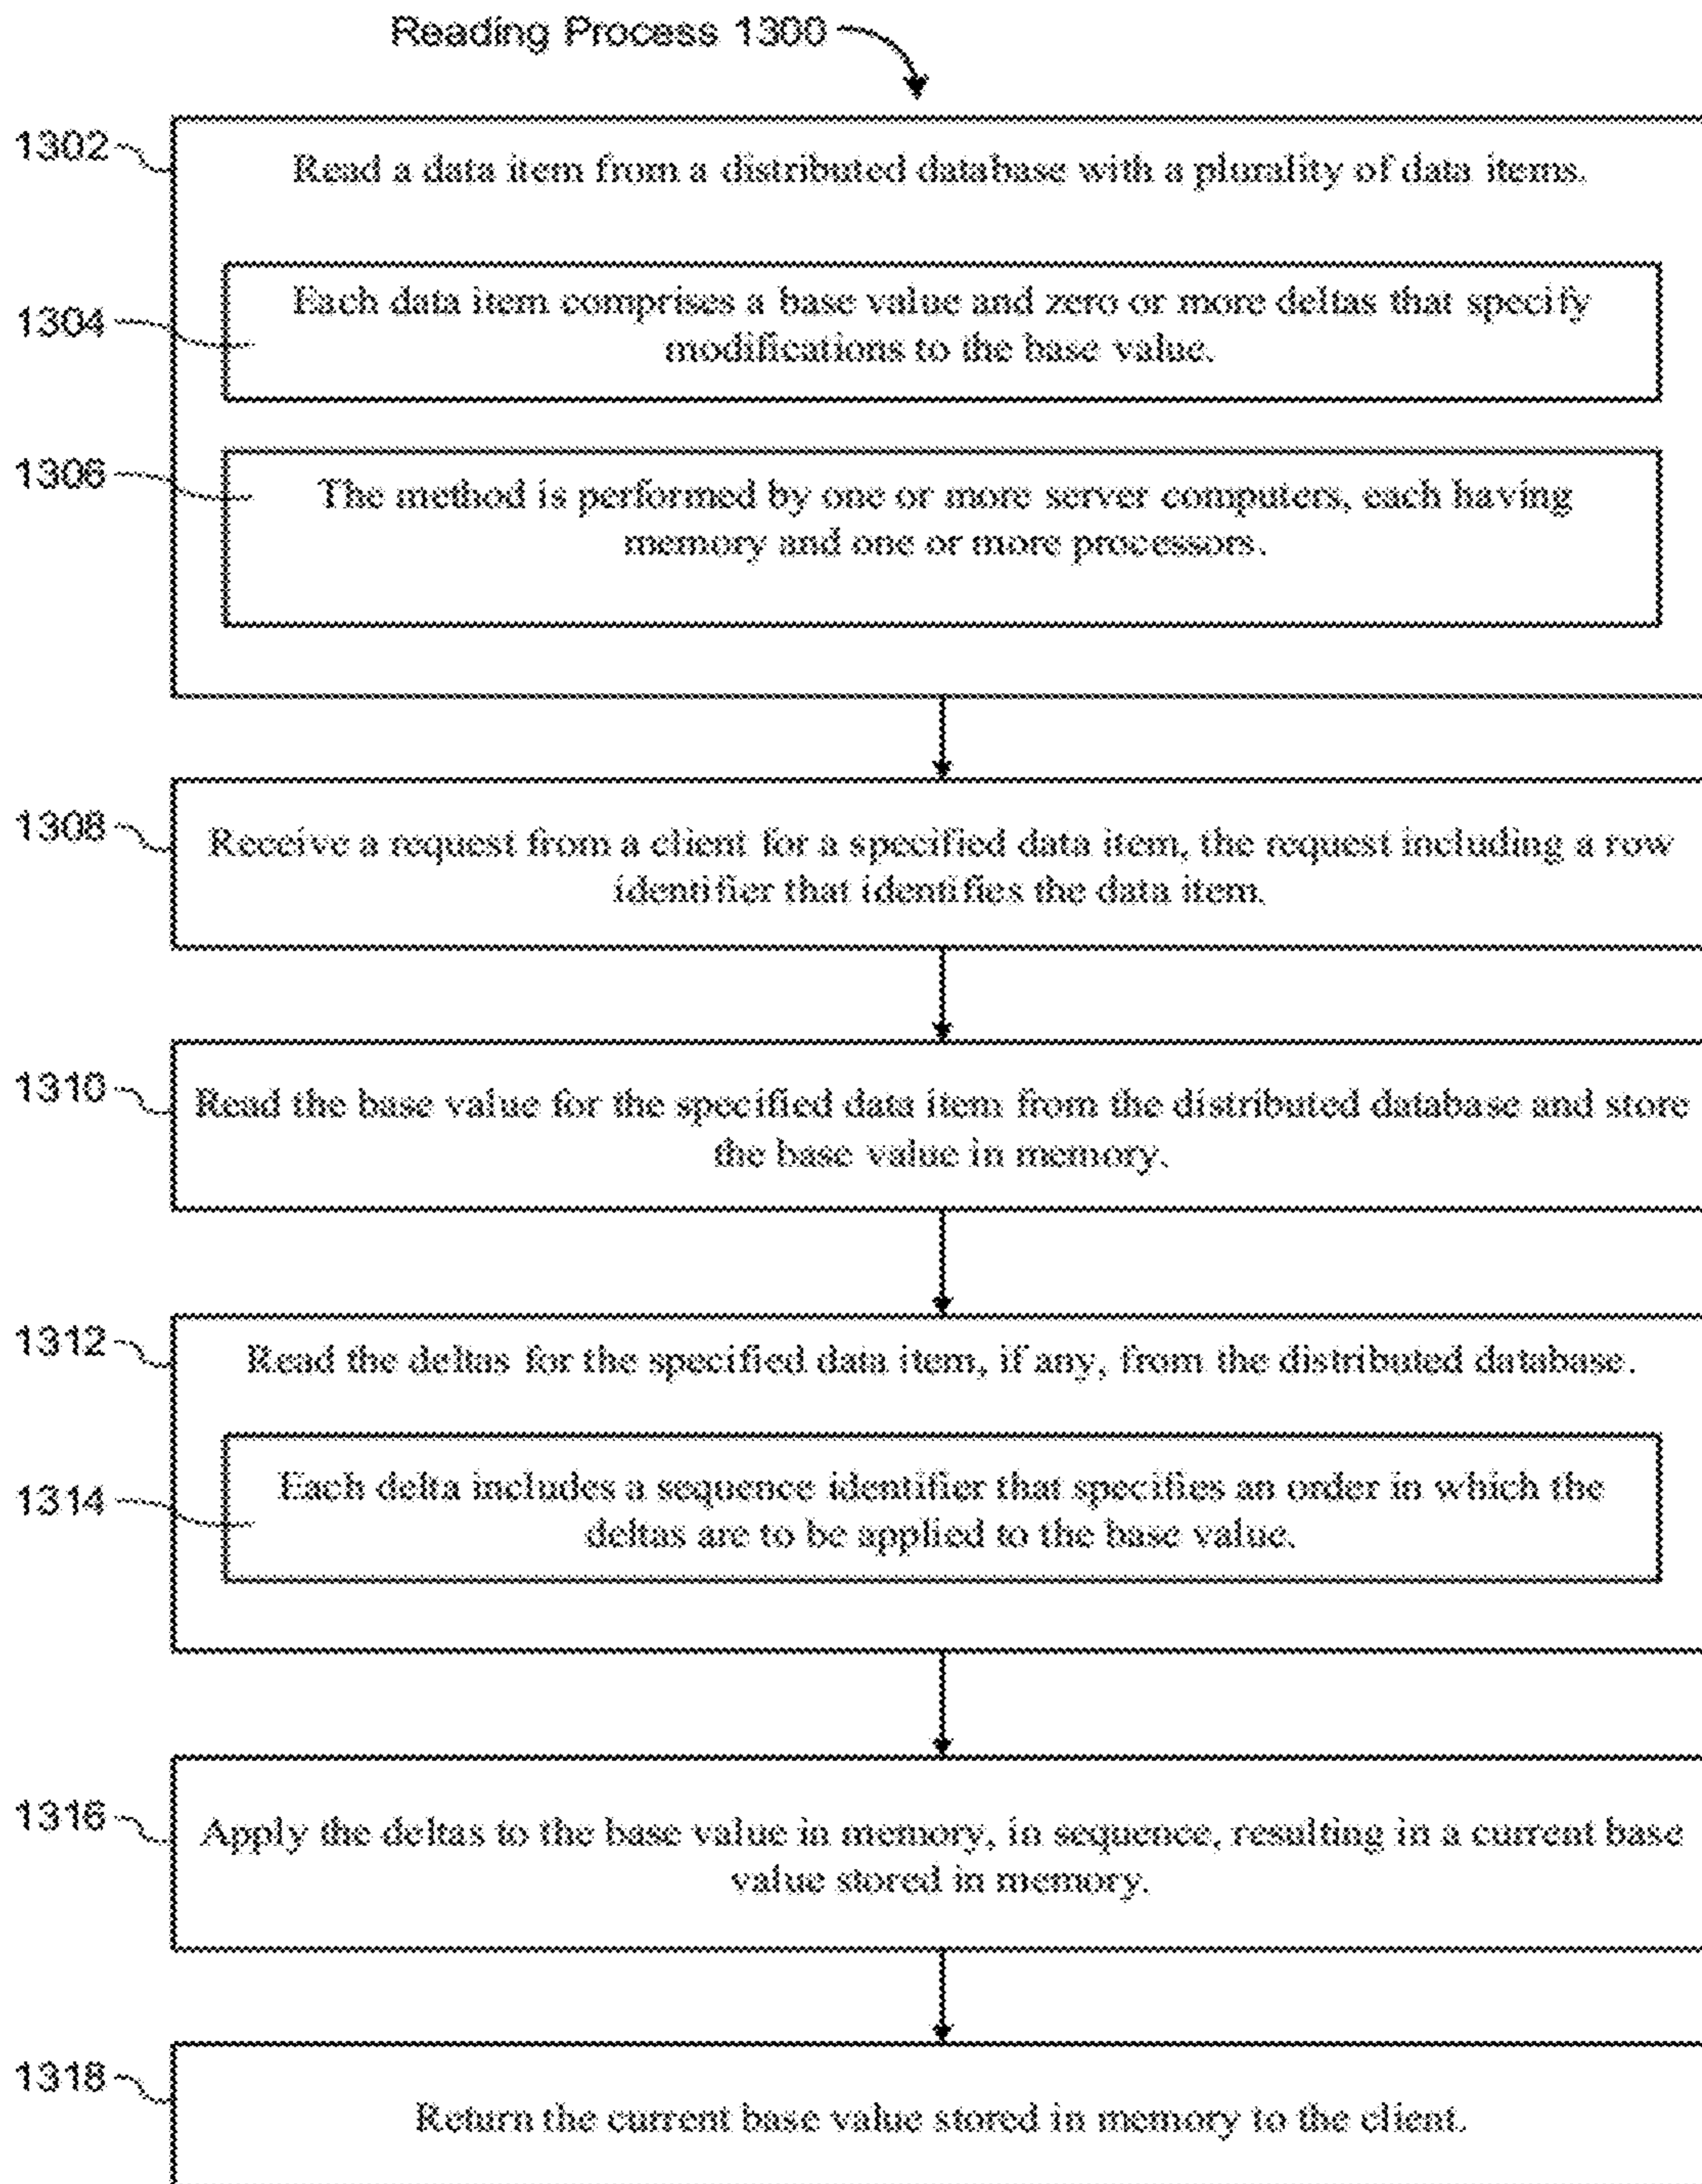 Reading Process 1300
1302
Read a data item from a distributed database with a plurality of data items.
1304
Each data item comprises a base value and zero or more deltas that specify
modifications to the base value.
1306
The method is performed by one or more server computers, each having
memory and one or more processors.
1308
Receive a request from a client for a specified data item, the request including a row
identifier that identifies the data item.
1310
Read the base value for the specified data item from the distributed database and store
the base value in memory.
1312
Read the deltas for the specified data item, if any, from the distributed database.
1314
Each delta includes a sequence identifier that specifies an order in which the
deltas are to be applied to the base value.
1316
Apply the deltas to the base value in memory, in sequence, resulting in a current base
value stored in memory.
1318
Return the current base value stored in memory to the client.